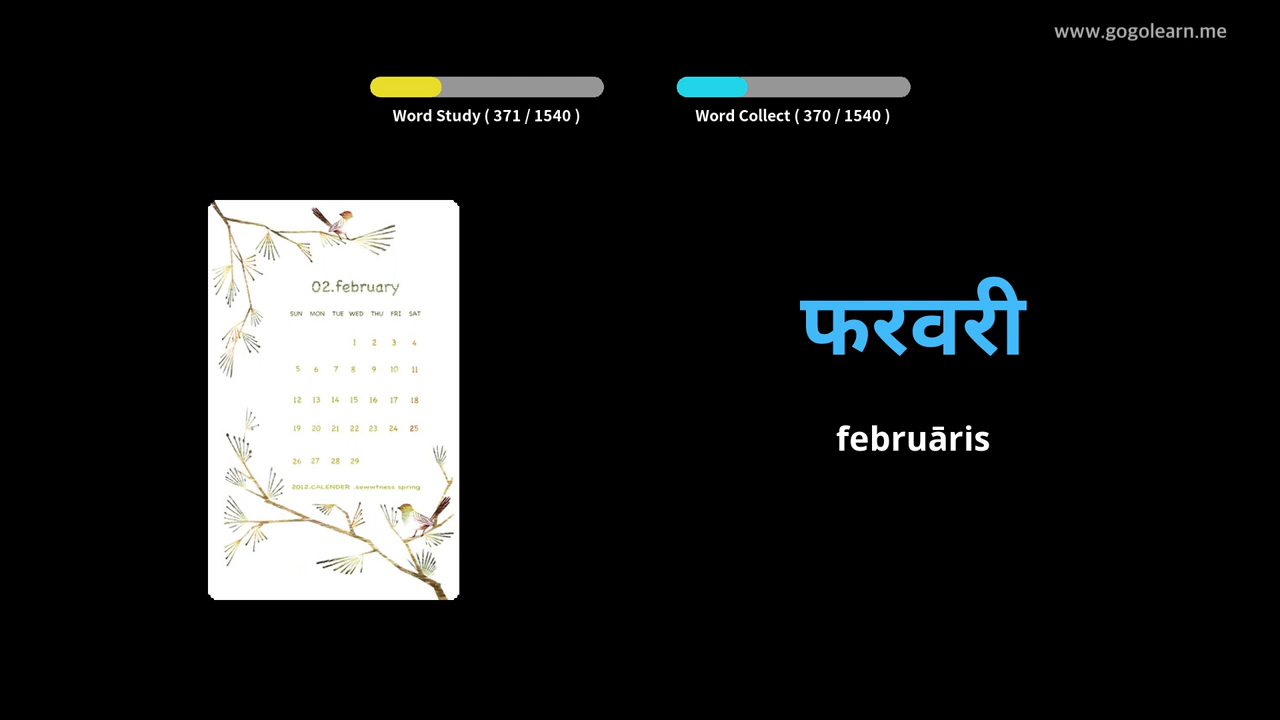 www.gogolearn.me
Word Study ( 371 / 1540 )
Word Collect ( 370 / 1540 )
02.february
SUN MON TUE WED THU FRI SAT
1 2 3 4
5 6 7 8 9 10 11
12 13 14 15 16 17 18
19 20 21 22 23 24 25
26 27 28 29
2012.CALENDER .sewwtness spring
फरवरी
februāris